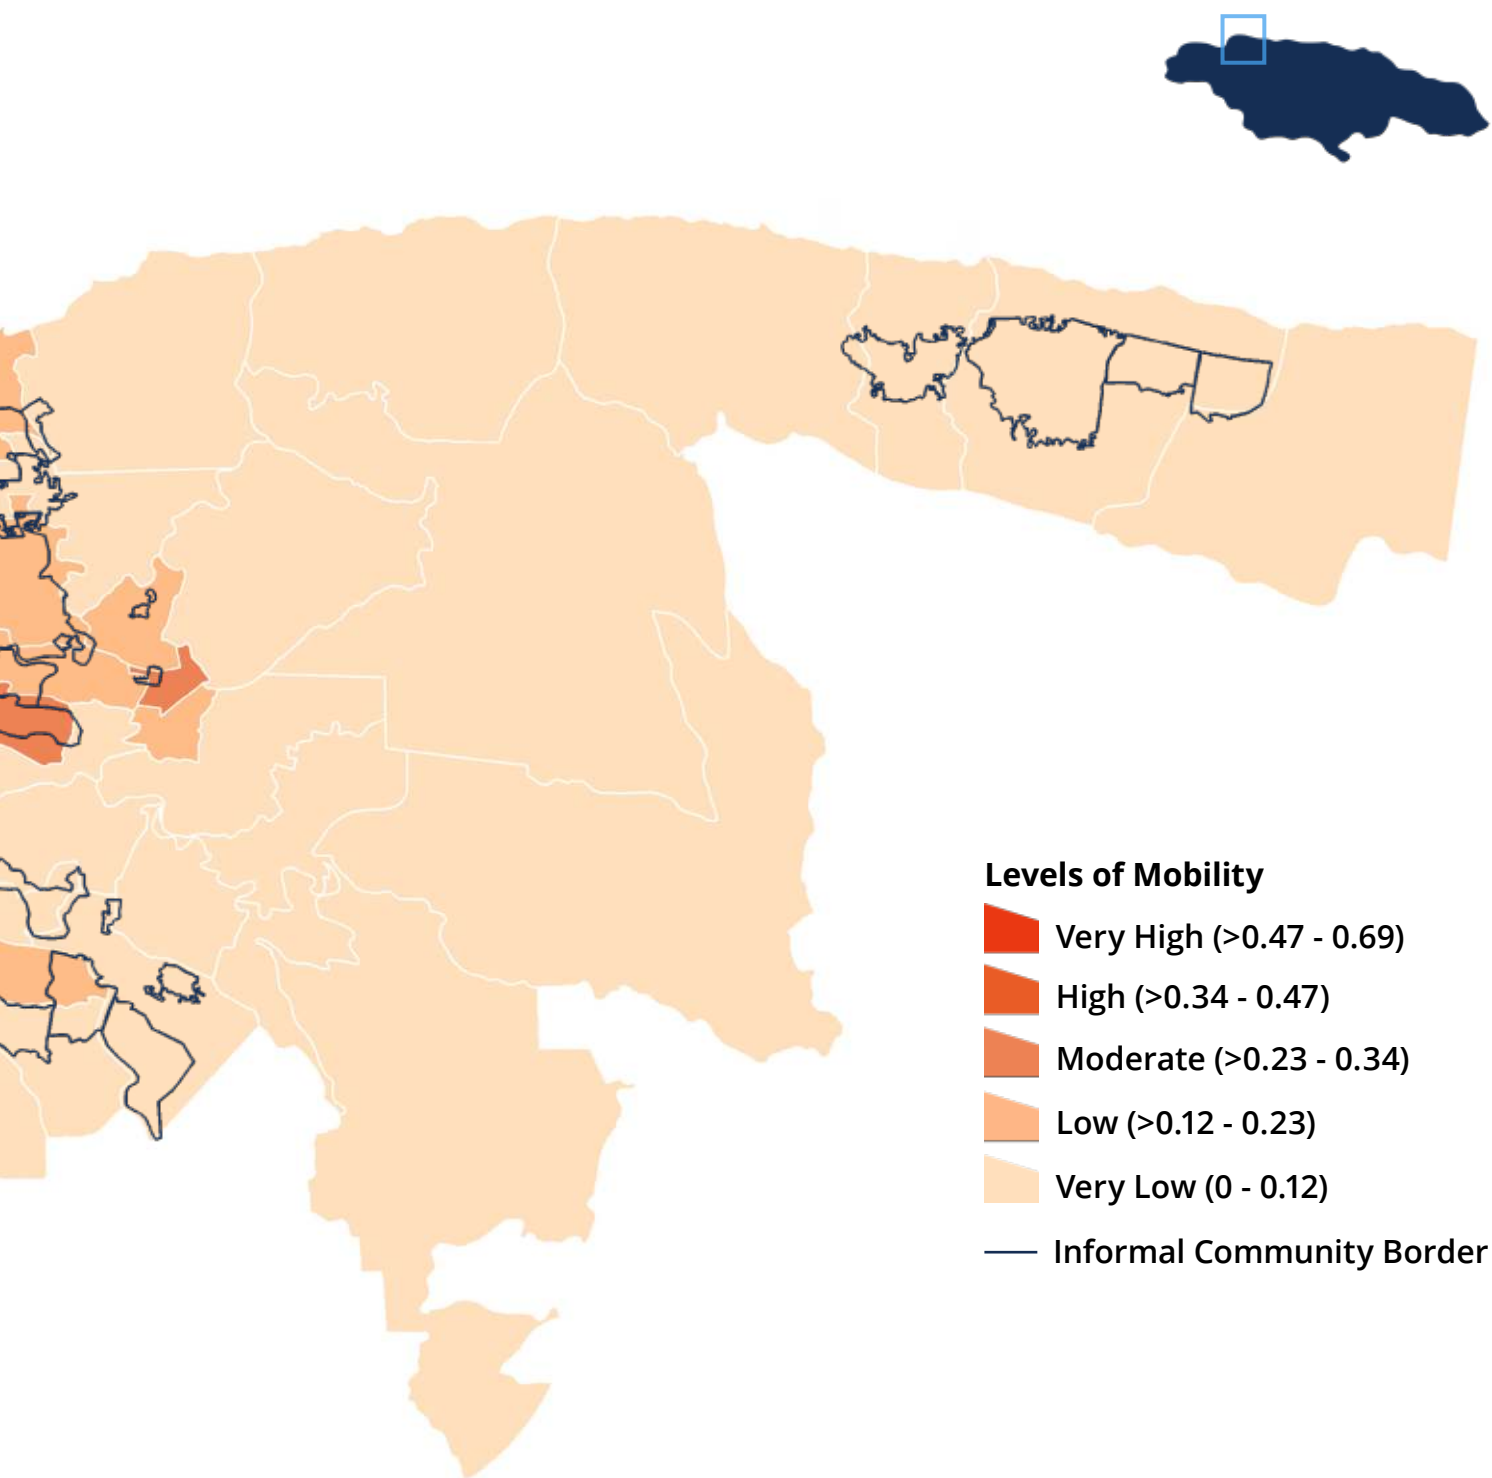 Levels of Mobility
Very High (>0.47 - 0.69)
High (>0.34 - 0.47)
Moderate (>0.23 - 0.34)
Low (>0.12 - 0.23)
Very Low (0 - 0.12)
Informal Community Border